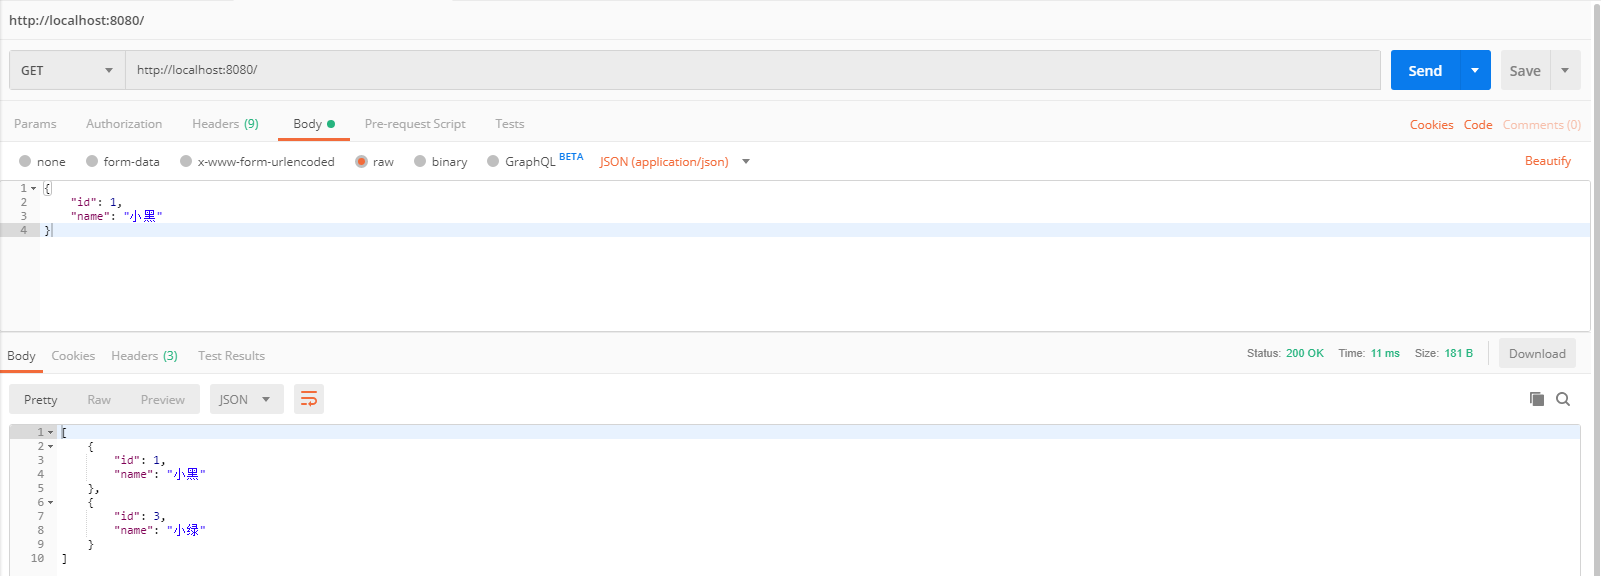 http://localhost:8080/
GET http://localhost:8080/ Send Save
Params Authorization Headers (9) Body Pre-request Script Tests Cookies Code Comments (0)
none form-data x-www-form-urlencoded raw binary GraphQL BETA JSON (application/json) Beautify
1 {
2 "id": 1,
3 "name": "小黑"
4 }
Body Cookies Headers (3) Test Results Status: 200 OK Time: 11 ms Size: 181 B Download
Pretty Raw Preview JSON
1 [
2 {
3 "id": 1,
4 "name": "小黑"
5 },
6 {
7 "id": 3,
8 "name": "小绿"
9 }
10 ]